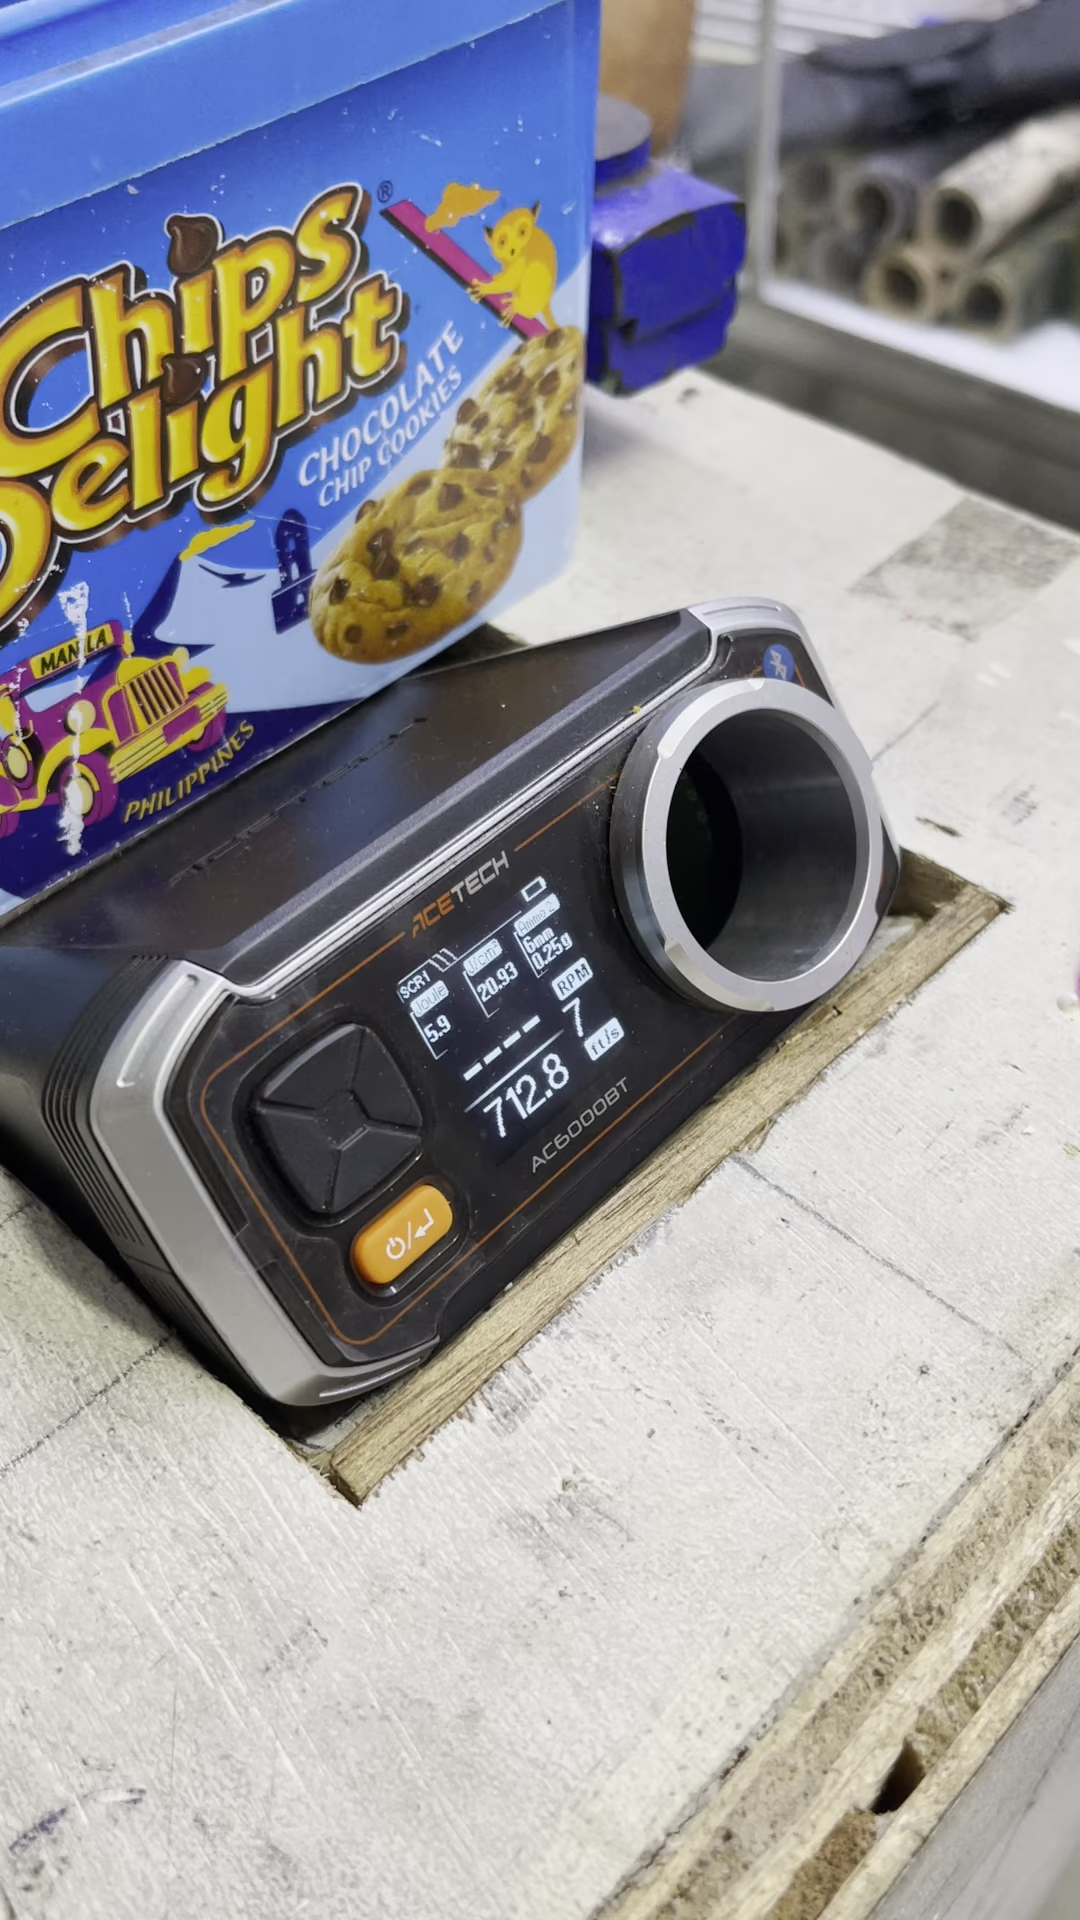 Chips
Delight
®
CHOCOLATE
CHIP COOKIES
MANILA
PHILIPPINES
ACETECH
SCR1
Joule
5.9
J/cm²
20.93
6mm
0.25g
RPM
----
7
ft/s
712.8
AC6000BT